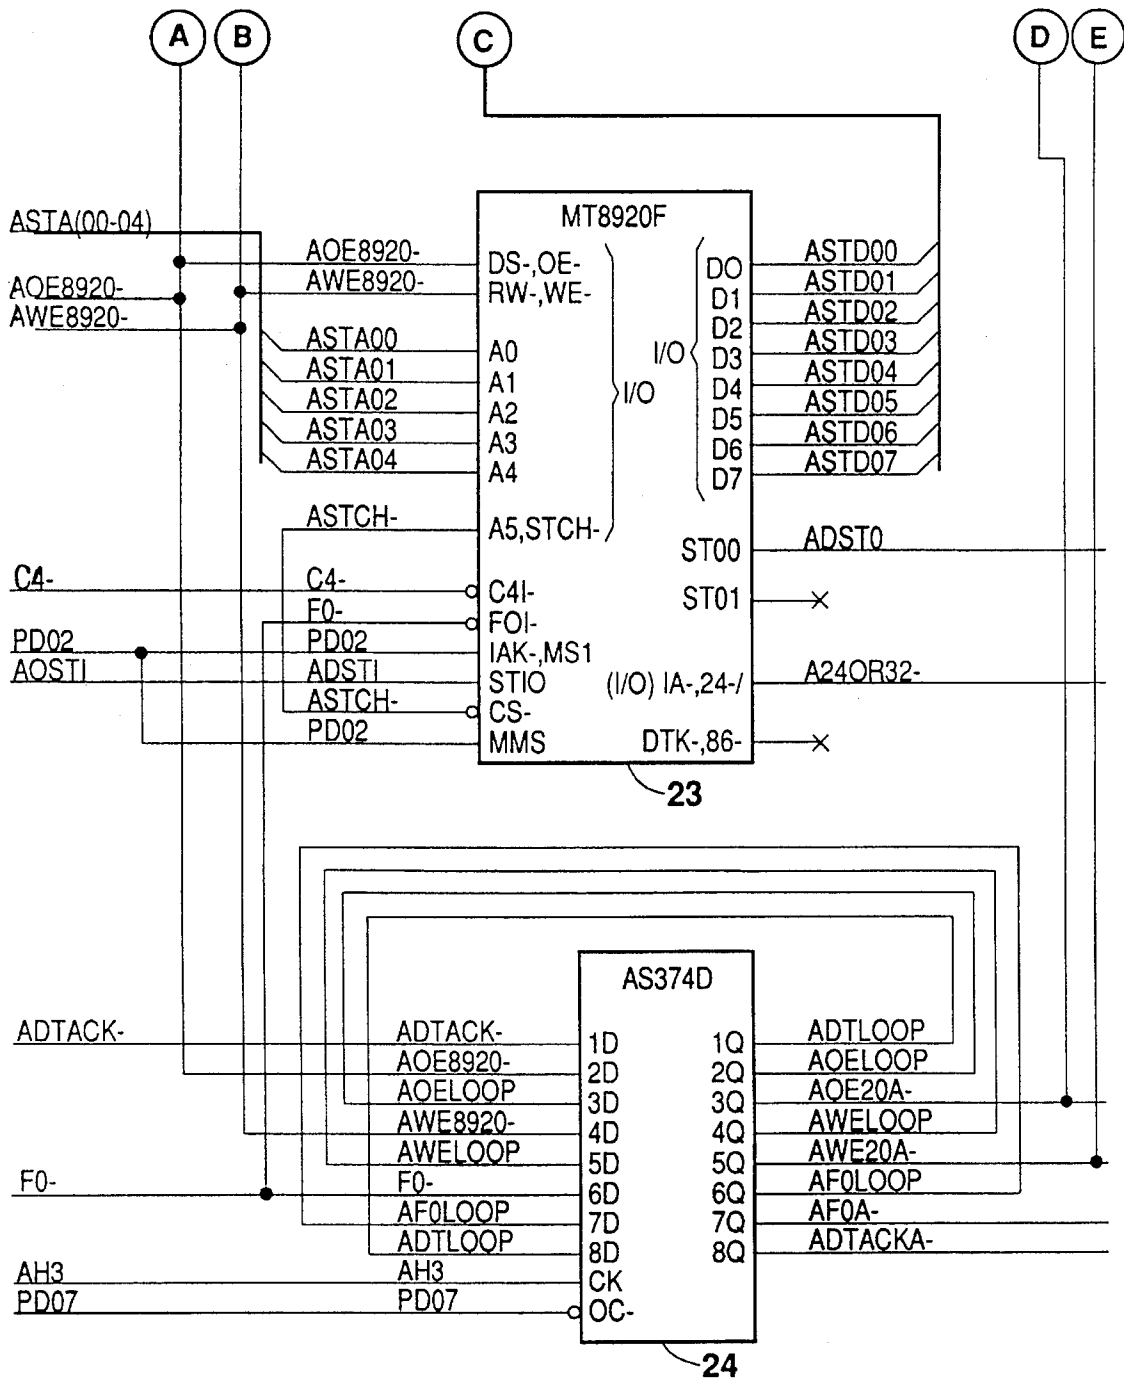 A B C D E
ASTA(00-04)
MT8920F
AOE8920- DS-,OE- DO ASTD00
AWE8920- RW-,WE- D1 ASTD01
AOE8920-
AWE8920-
D2 ASTD02
ASTA00 A0 I/O D3 ASTD03
ASTA01 A1 I/O D4 ASTD04
ASTA02 A2 D5 ASTD05
ASTA03 A3 D6 ASTD06
ASTA04 A4 D7 ASTD07
ASTCH- A5,STCH- ST00 ADST0
C4- C4- C4I- ST01
F0- FOI-
PD02 PD02 IAK-,MS1
AOSTI ADSTI STIO (I/O) IA-,24-/ A24OR32-
ASTCH- CS-
PD02 MMS DTK-,86-
23
AS374D
ADTACK- ADTACK- 1D 1Q ADTLOOP
AOE8920- 2D 2Q AOELOOP
AOELOOP 3D 3Q AOE20A-
AWE8920- 4D 4Q AWELOOP
AWELOOP 5D 5Q AWE20A-
F0- F0- 6D 6Q AF0LOOP
AF0LOOP 7D 7Q AF0A-
ADTLOOP 8D 8Q ADTACKA-
AH3 AH3 CK
PD07 PD07 OC-
24